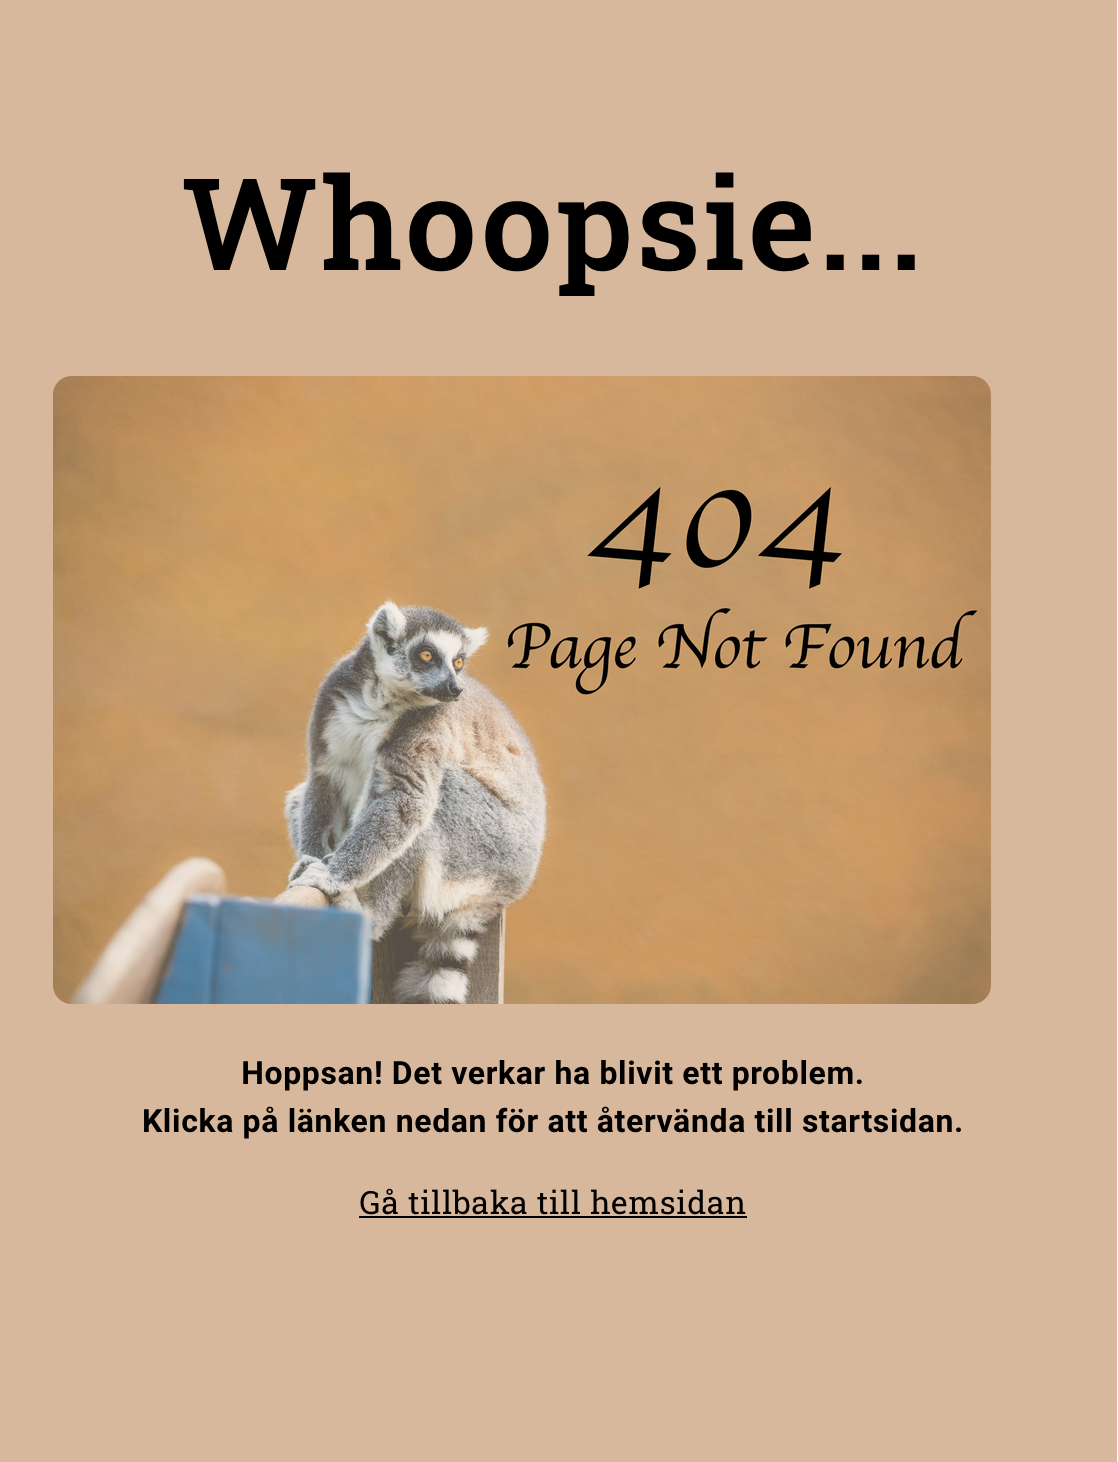 Whoopsie...
404
Page Not Found
Hoppsan! Det verkar ha blivit ett problem.
Klicka på länken nedan för att återvända till startsidan.
Gå tillbaka till hemsidan